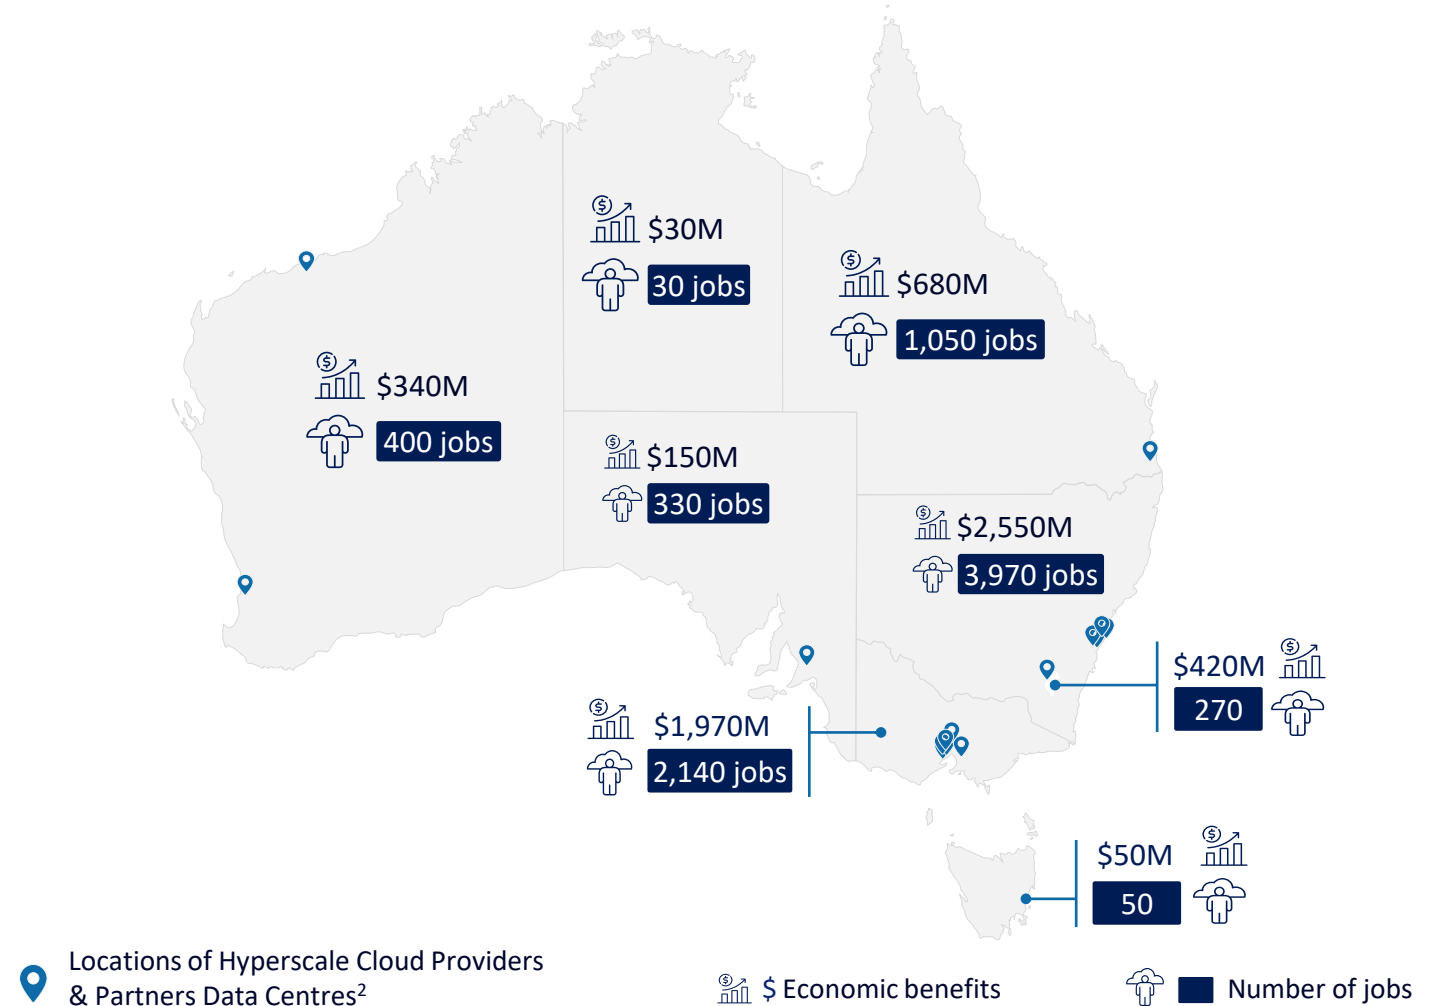 $30M
30 jobs
$680M
1,050 jobs
$340M
400 jobs
$150M
330 jobs
$2,550M
3,970 jobs
$420M
270
$1,970M
2,140 jobs
$50M
50
Locations of Hyperscale Cloud Providers
& Partners Data Centres²
$ Economic benefits
Number of jobs